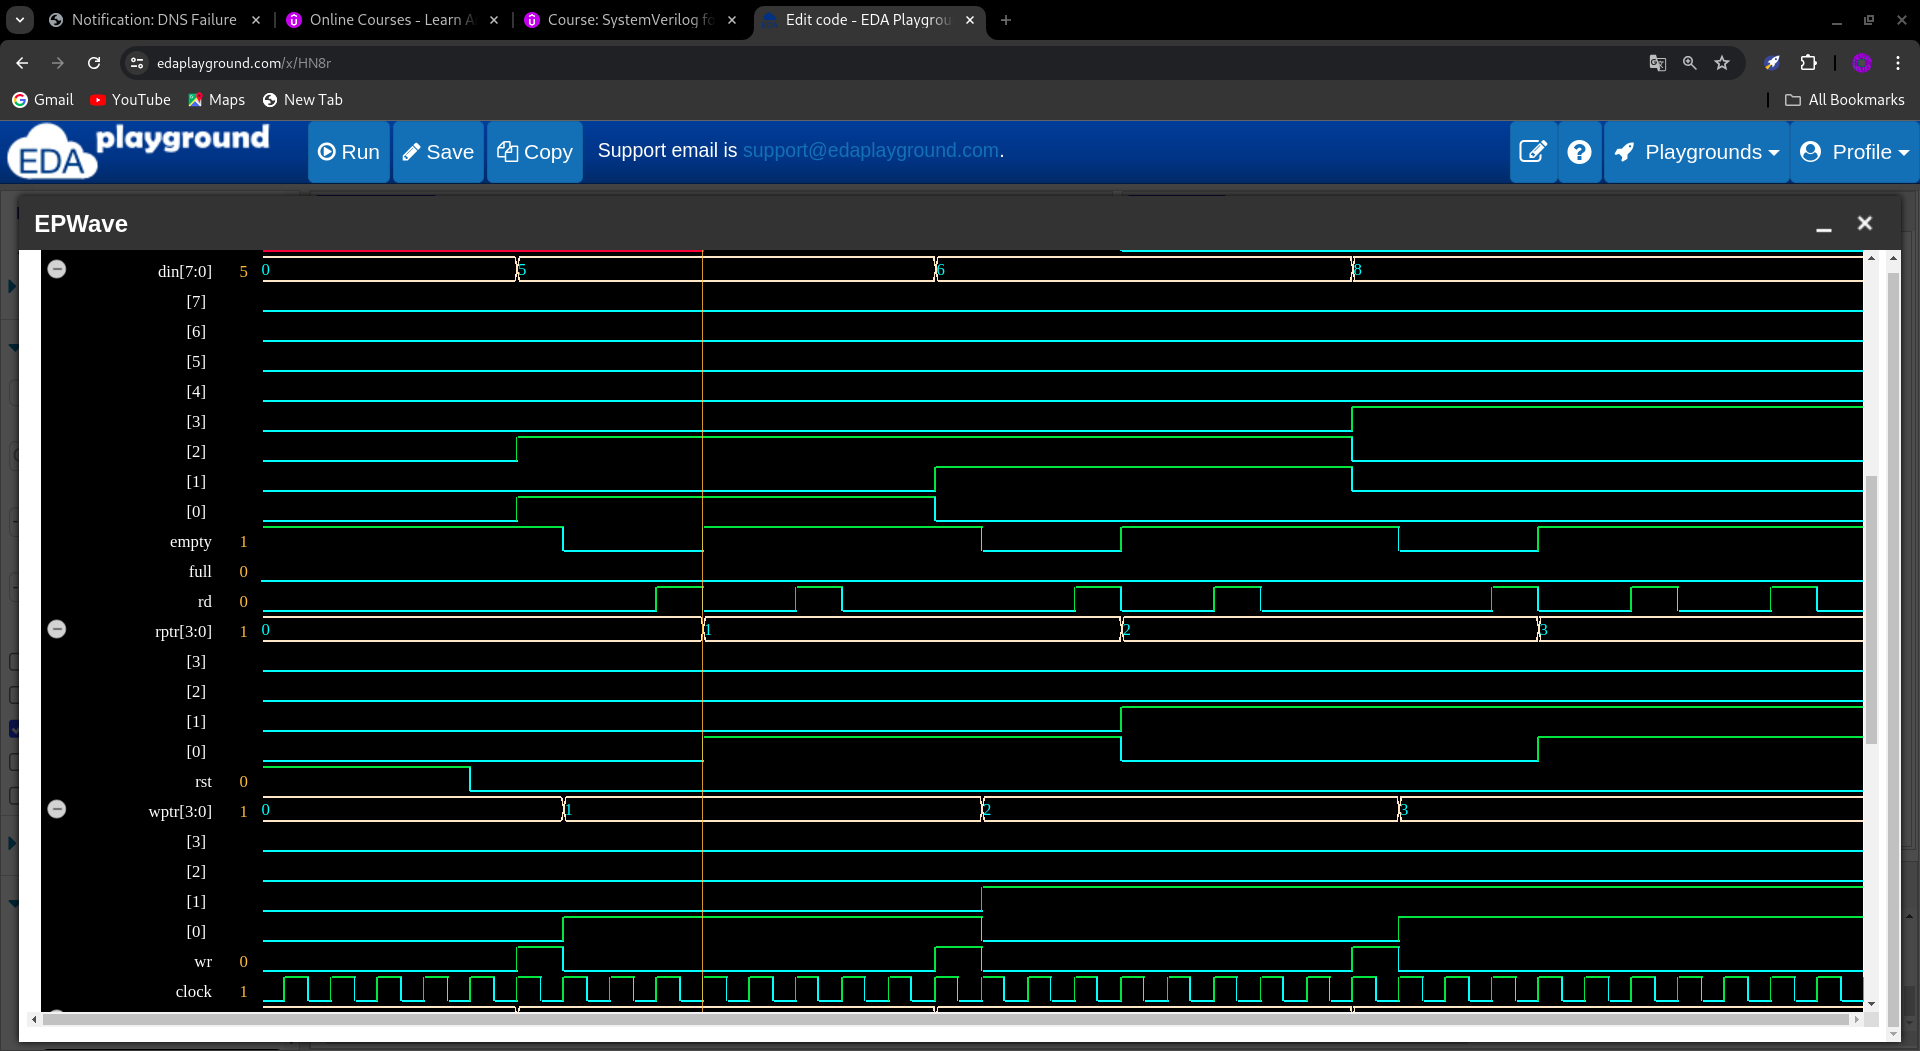 Notification: DNS Failure
Online Courses - Learn A
Course: SystemVerilog fo
Edit code - EDA Playgrou
edaplayground.com/x/HN8r
Gmail
YouTube
Maps
New Tab
All Bookmarks
EDA playground
Run
Save
Copy
Support email is support@edaplayground.com.
Playgrounds
Profile
EPWave
din[7:0] 5 0 5 6 8
[7]
[6]
[5]
[4]
[3]
[2]
[1]
[0]
empty 1
full 0
rd 0
rptr[3:0] 1 0 1 2 3
[3]
[2]
[1]
[0]
rst 0
wptr[3:0] 1 0 1 2 3
[3]
[2]
[1]
[0]
wr 0
clock 1